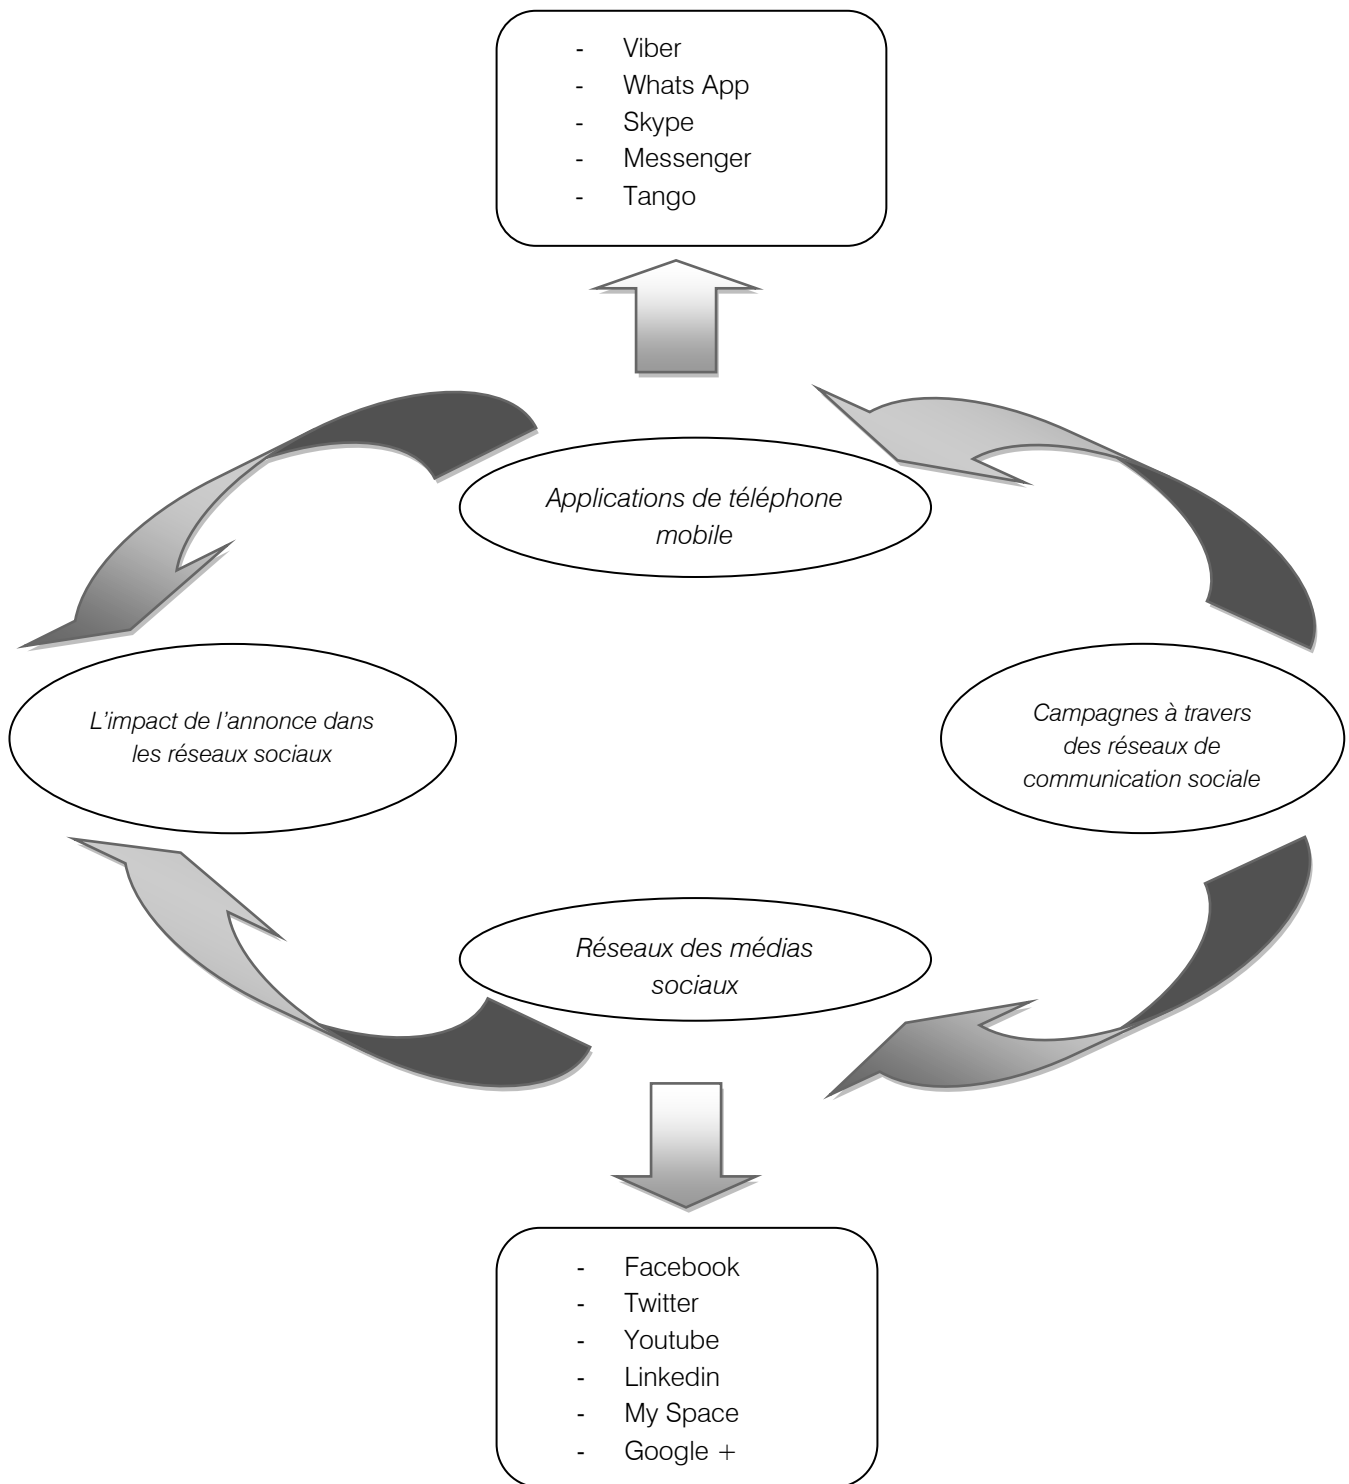 - Viber
- Whats App
- Skype
- Messenger
- Tango
Applications de téléphone
mobile
L’impact de l’annonce dans
les réseaux sociaux
Campagnes à travers
des réseaux de
communication sociale
Réseaux des médias
sociaux
- Facebook
- Twitter
- Youtube
- Linkedin
- My Space
- Google +